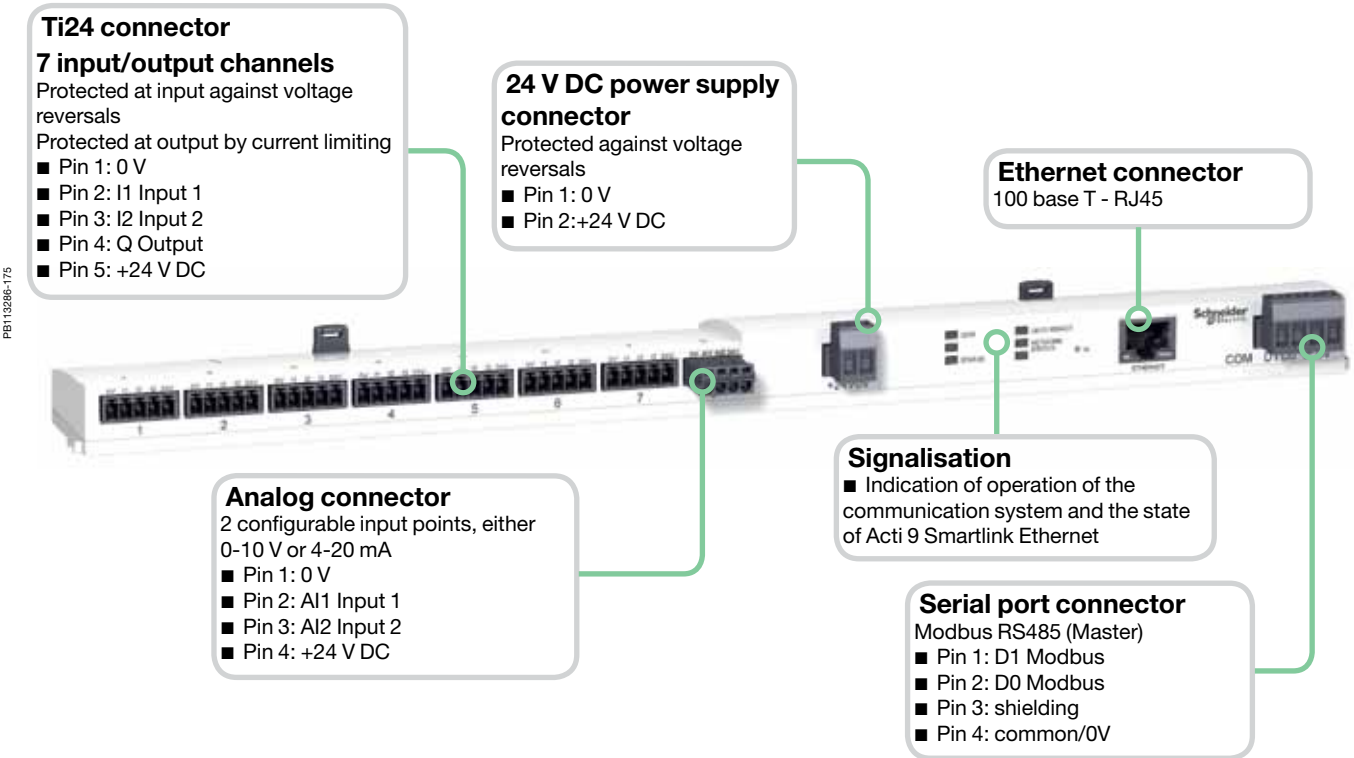 Ti24 connector
7 input/output channels
Protected at input against voltage
reversals
Protected at output by current limiting
■ Pin 1: 0 V
■ Pin 2: I1 Input 1
■ Pin 3: I2 Input 2
■ Pin 4: Q Output
■ Pin 5: +24 V DC
24 V DC power supply
connector
Protected against voltage
reversals
■ Pin 1: 0 V
■ Pin 2:+24 V DC
Ethernet connector
100 base T - RJ45
PB113286-175
Schneider
Electric
COM
ETHERNET
1
2
3
4
5
6
7
Analog connector
2 configurable input points, either
0-10 V or 4-20 mA
■ Pin 1: 0 V
■ Pin 2: AI1 Input 1
■ Pin 3: AI2 Input 2
■ Pin 4: +24 V DC
Signalisation
■ Indication of operation of the
communication system and the state
of Acti 9 Smartlink Ethernet
Serial port connector
Modbus RS485 (Master)
■ Pin 1: D1 Modbus
■ Pin 2: D0 Modbus
■ Pin 3: shielding
■ Pin 4: common/0V